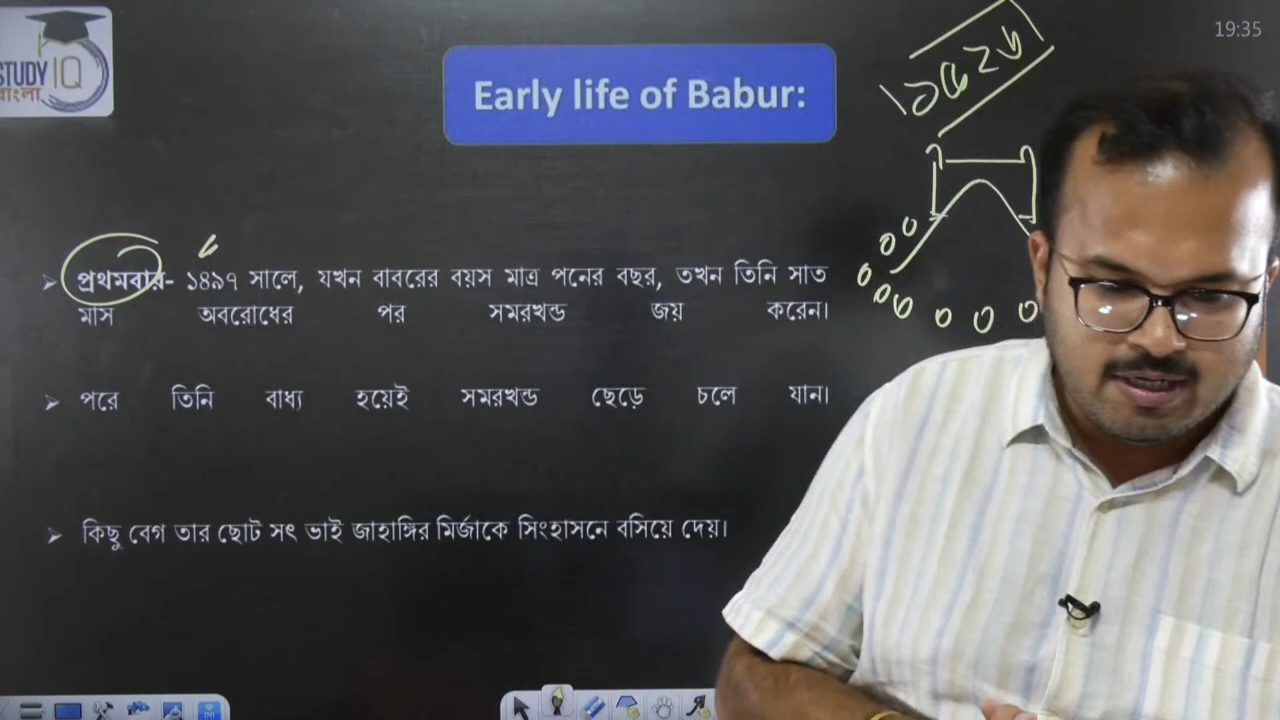 STUDY IQ
বাংলা
19:35
Early life of Babur:
১৫২৬
➢ প্রথমবার- ১৪৯৭ সালে, যখন বাবরের বয়স মাত্র পনের বছর, তখন তিনি সাত
মাস অবরোধের পর সমরখন্ড জয় করেন।
➢ পরে তিনি বাধ্য হয়েই সমরখন্ড ছেড়ে চলে যান।
➢ কিছু বেগ তার ছোট সৎ ভাই জাহাঙ্গির মির্জাকে সিংহাসনে বসিয়ে দেয়।